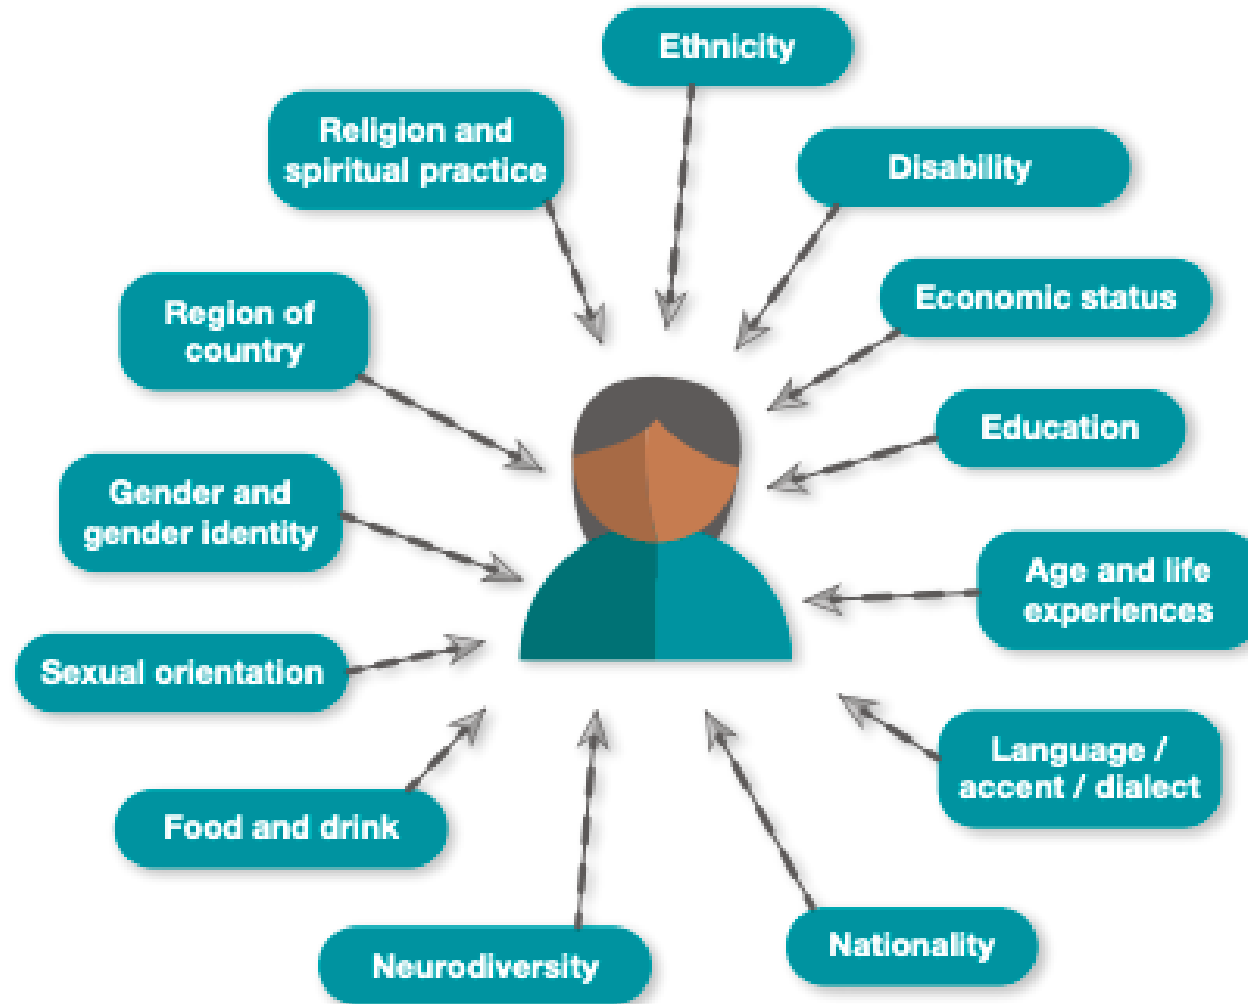 Ethnicity
Religion and
spiritual practice
Disability
Region of
country
Economic status
Education
Gender and
gender identity
Age and life
experiences
Sexual orientation
Language /
accent / dialect
Food and drink
Nationality
Neurodiversity